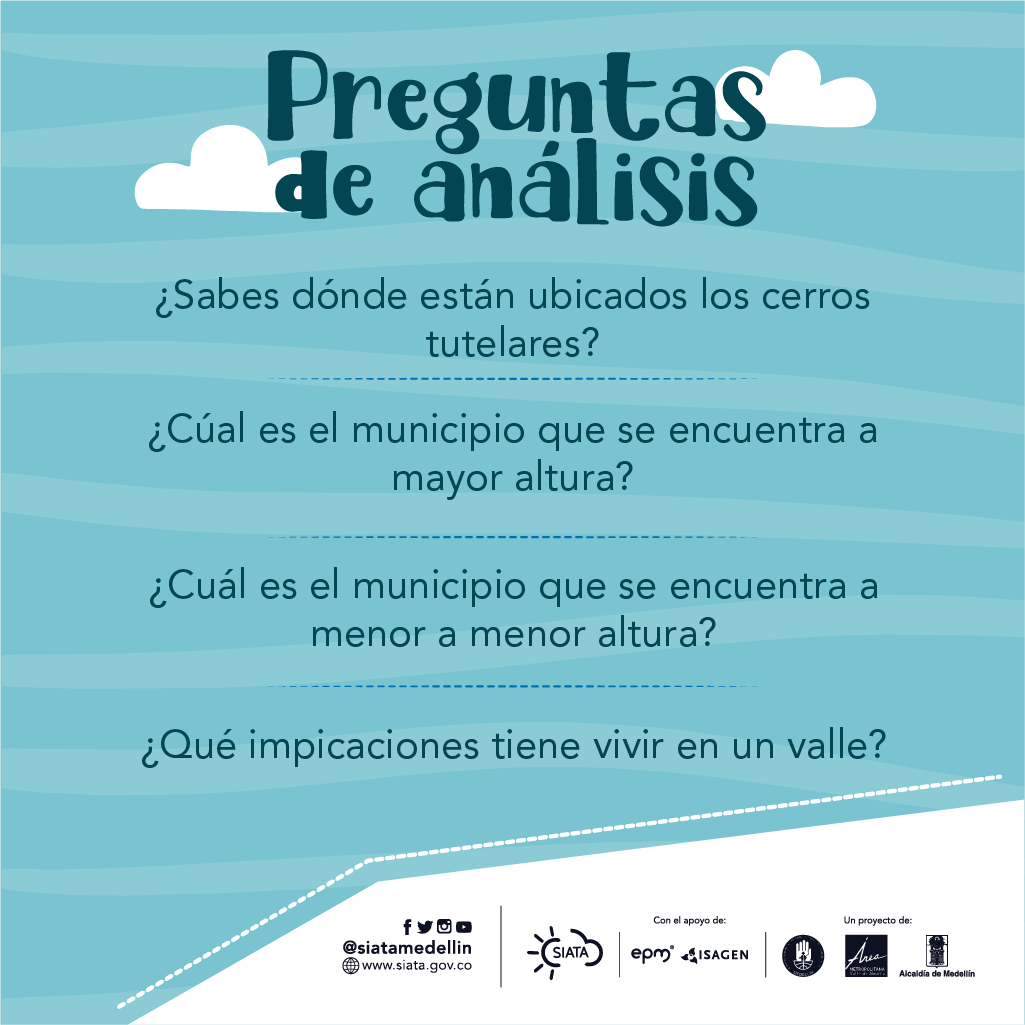 Preguntas
de análisis
¿Sabes dónde están ubicados los cerros
tutelares?
¿Cúal es el municipio que se encuentra a
mayor altura?
¿Cuál es el municipio que se encuentra a
menor a menor altura?
¿Qué impicaciones tiene vivir en un valle?
@siatamedellin
www.siata.gov.co
SIATA
Con el apoyo de:
epm
ISAGEN
Un proyecto de:
Área
METROPOLITANA
Alcaldía de Medellín